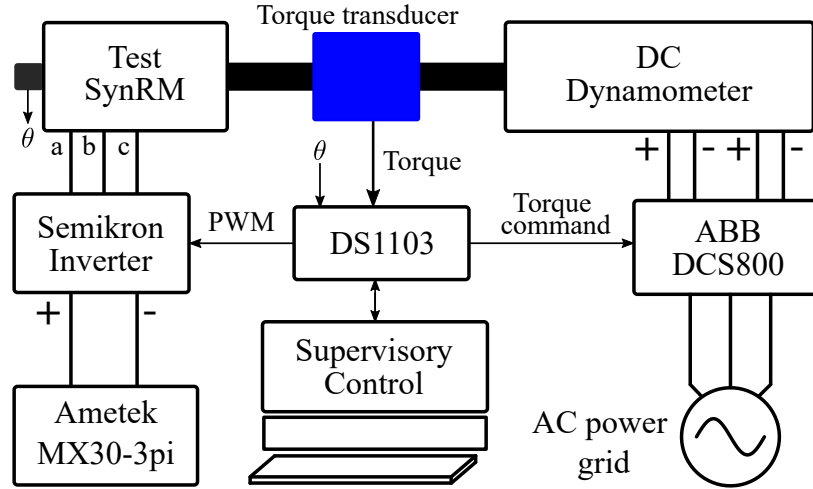 Torque transducer
Test
SynRM
DC
Dynamometer
θ
a b c
+ - + -
θ
Torque
Semikron
Inverter
PWM
DS1103
Torque
command
ABB
DCS800
+ -
Supervisory
Control
Ametek
MX30-3pi
AC power
grid